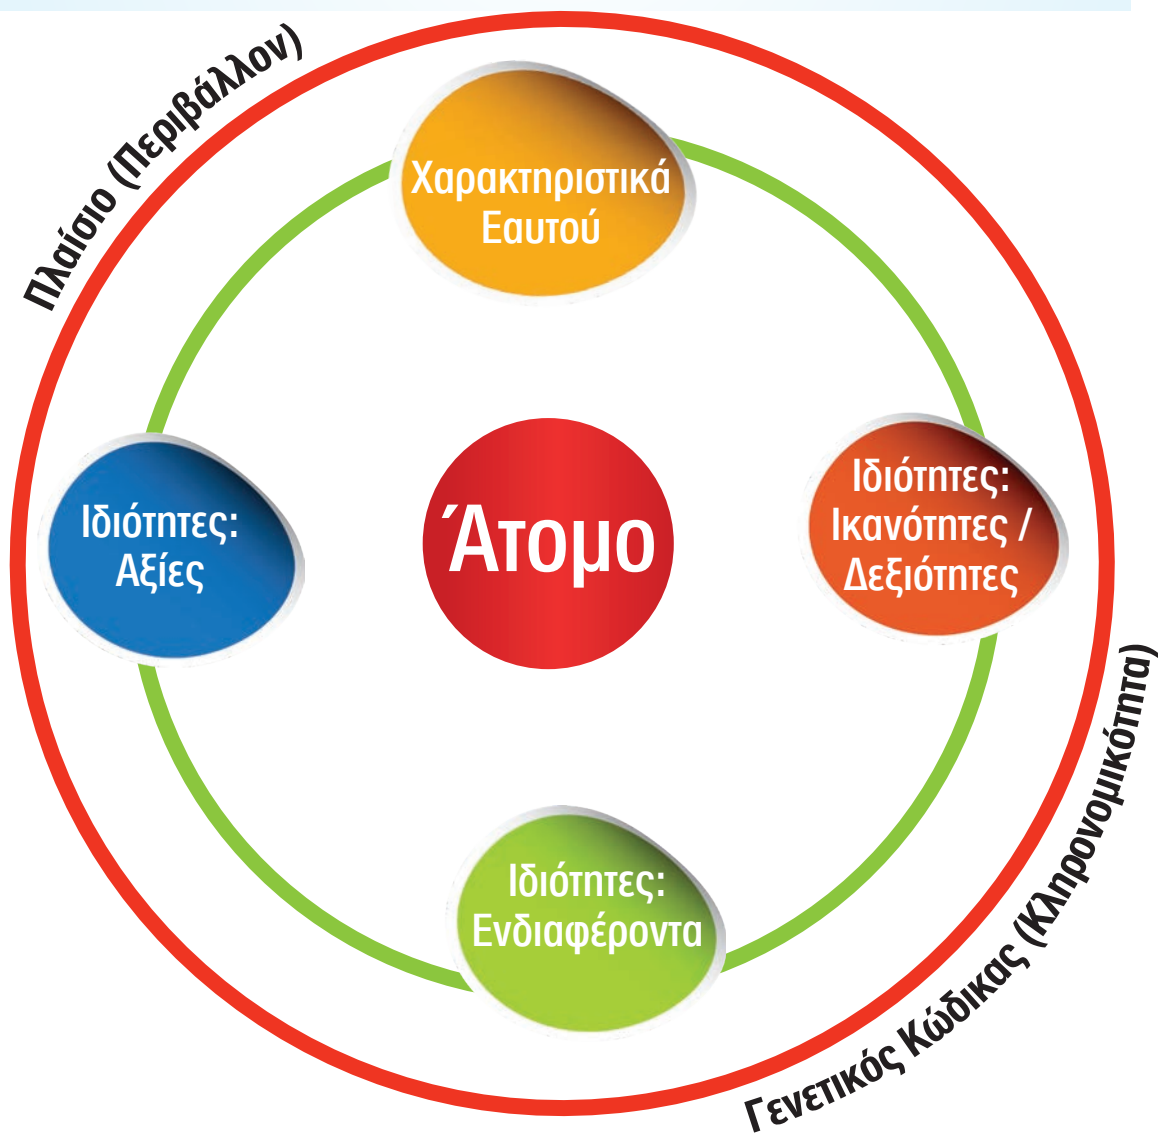 Πλαίσιο (Περιβάλλον)
Χαρακτηριστικά
Εαυτού
Ιδιότητες:
Αξίες
Άτομο
Ιδιότητες:
Ικανότητες /
Δεξιότητες
Ιδιότητες:
Ενδιαφέροντα
Γενετικός Κώδικας (Κληρονομικότητα)